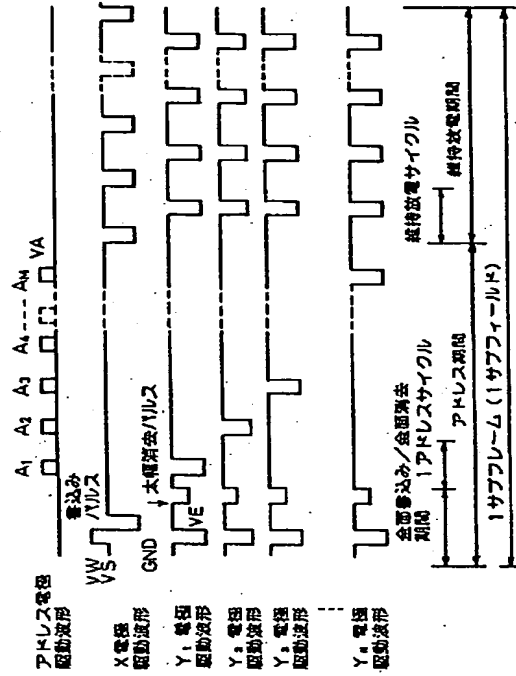 アドレス電極
駆動波形
A1 A2 A3 A4 AM VA
書込み
パルス
VW
VS
X電極
駆動波形
GND
太幅消去パルス
VE
Y1電極
駆動波形
Y2電極
駆動波形
Y3電極
駆動波形
YN電極
駆動波形
全面書込み/全面消去
期間
1アドレスサイクル
アドレス期間
維持放電サイクル
維持放電期間
1サブフレーム(1サブフィールド)